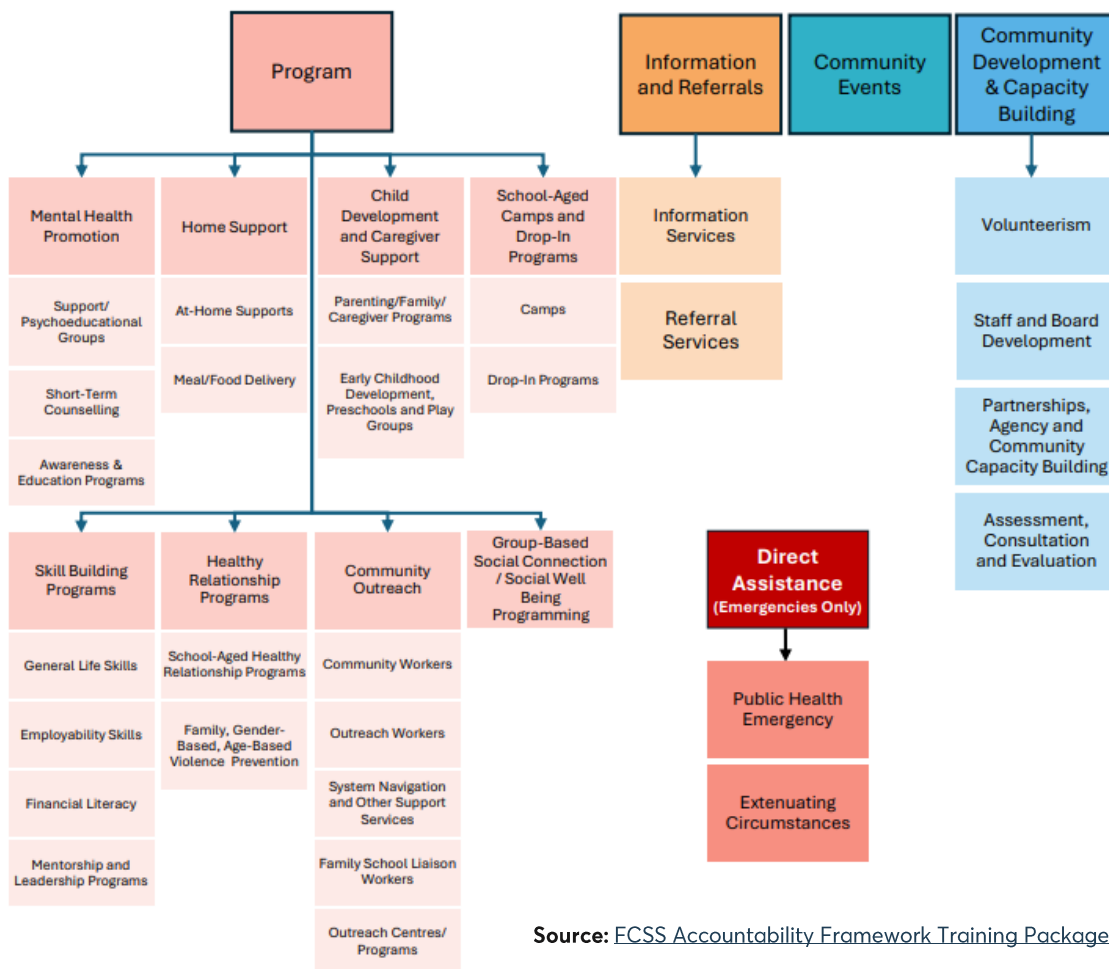 Program
Information
and Referrals
Community
Events
Community
Development
& Capacity
Building
Mental Health
Promotion
Support/
Psychoeducational
Groups
Short-Term
Counselling
Awareness &
Education Programs
Home Support
At-Home Supports
Meal/Food Delivery
Child
Development
and Caregiver
Support
Parenting/Family/
Caregiver Programs
Early Childhood
Development,
Preschools and Play
Groups
School-Aged
Camps and
Drop-In
Programs
Camps
Drop-In Programs
Information
Services
Referral
Services
Volunteerism
Staff and Board
Development
Partnerships,
Agency and
Community
Capacity Building
Assessment,
Consultation
and Evaluation
Skill Building
Programs
General Life Skills
Employability Skills
Financial Literacy
Mentorship and
Leadership Programs
Healthy
Relationship
Programs
School-Aged Healthy
Relationship Programs
Family, Gender-
Based, Age-Based
Violence Prevention
Community
Outreach
Community Workers
Outreach Workers
System Navigation
and Other Support
Services
Family School Liaison
Workers
Outreach Centres/
Programs
Group-Based
Social Connection
/ Social Well
Being
Programming
Direct
Assistance
(Emergencies Only)
Public Health
Emergency
Extenuating
Circumstances
Source: FCSS Accountability Framework Training Package